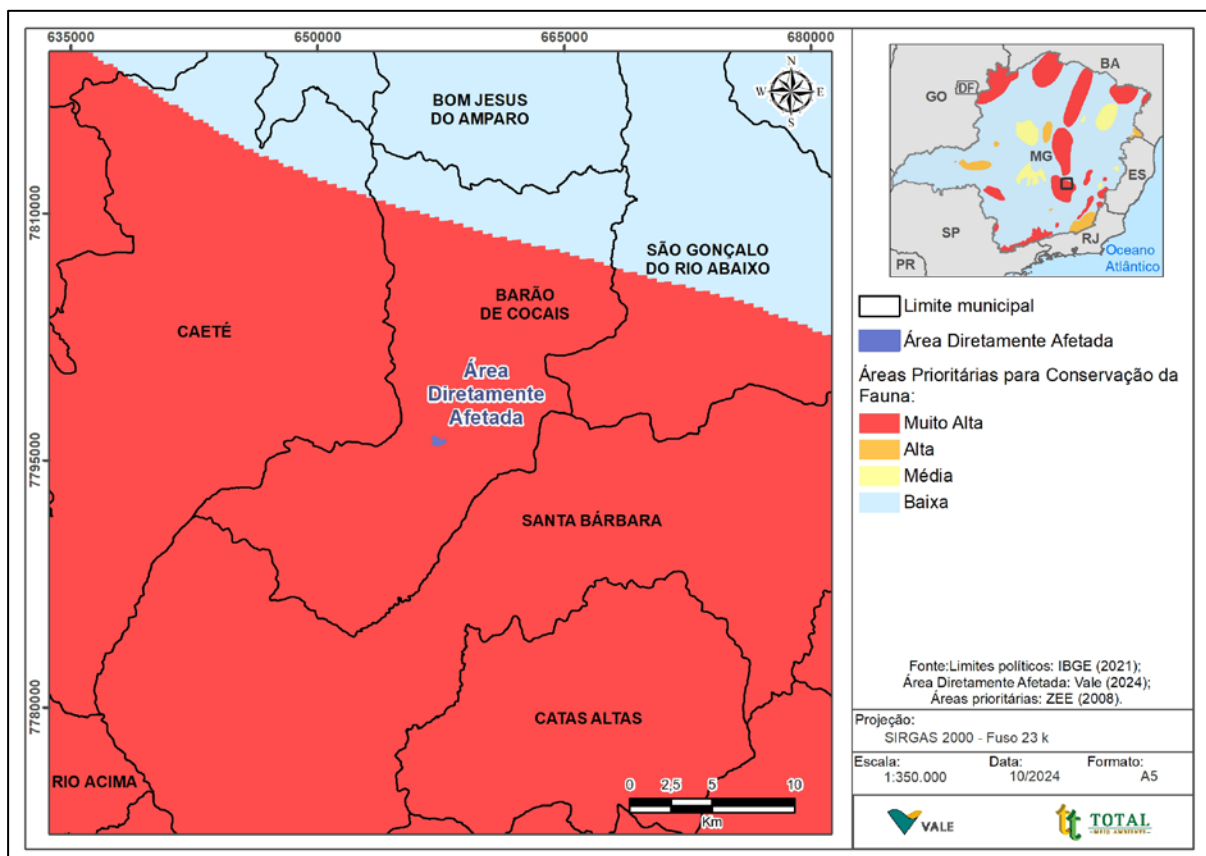 635000
650000
665000
680000
7810000
7795000
7780000
N
W
E
S
BOM JESUS
DO AMPARO
SÃO GONÇALO
DO RIO ABAIXO
BARÃO
DE COCAIS
CAETÉ
Área
Diretamente
Afetada
SANTA BÁRBARA
CATAS ALTAS
RIO ACIMA
0 2,5 5 10
Km
BA
GO
DF
MG
ES
SP
RJ
PR
Oceano
Atlântico
Limite municipal
Área Diretamente Afetada
Áreas Prioritárias para Conservação da
Fauna:
Muito Alta
Alta
Média
Baixa
Fonte:Limites políticos: IBGE (2021);
Área Diretamente Afetada: Vale (2024);
Áreas prioritárias: ZEE (2008).
Projeção:
SIRGAS 2000 - Fuso 23 k
Escala: Data: Formato:
1:350.000 10/2024 A5
VALE
tt TOTAL
MEIO AMBIENTE